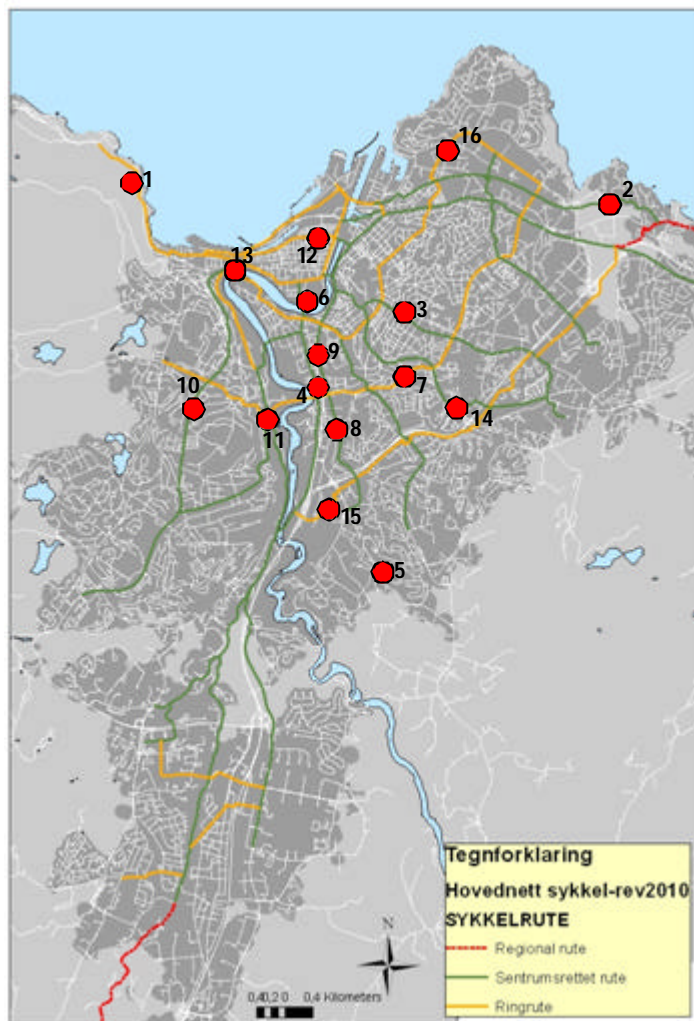 16
1
2
12
13
6
3
9
4
7
10
11
8
14
15
5
Tegnforklaring
Hovednett sykkel-rev2010
SYKKELRUTE
Regional rute
Sentrumsrettet rute
Ringrute
N
0,4 Kilometers